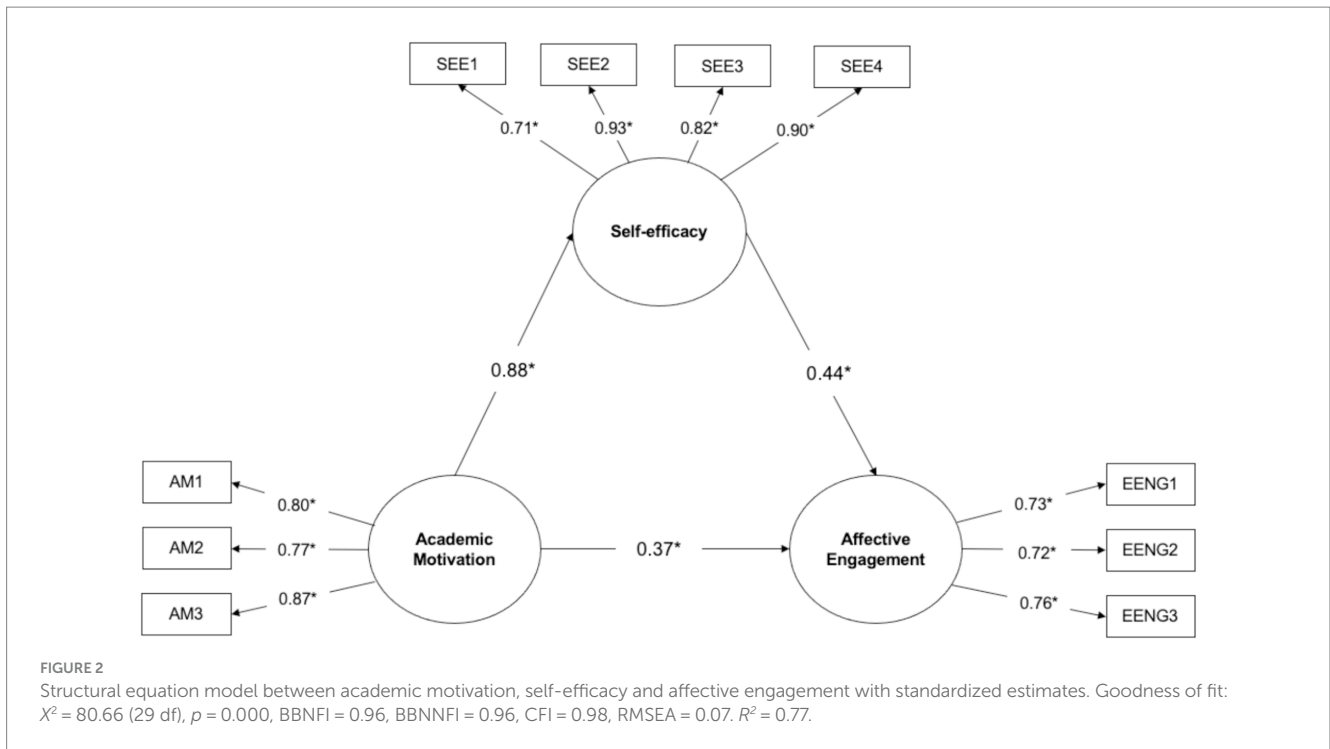 SEE1
SEE2
SEE3
SEE4
0.71*
0.93*
0.82*
0.90*
Self-efficacy
0.88*
0.44*
AM1
AM2
AM3
0.80*
0.77*
0.87*
Academic
Motivation
0.37*
Affective
Engagement
0.73*
0.72*
0.76*
EENG1
EENG2
EENG3
FIGURE 2
Structural equation model between academic motivation, self-efficacy and affective engagement with standardized estimates. Goodness of fit:
X² = 80.66 (29 df), p = 0.000, BBNFI = 0.96, BBNNFI = 0.96, CFI = 0.98, RMSEA = 0.07. R² = 0.77.